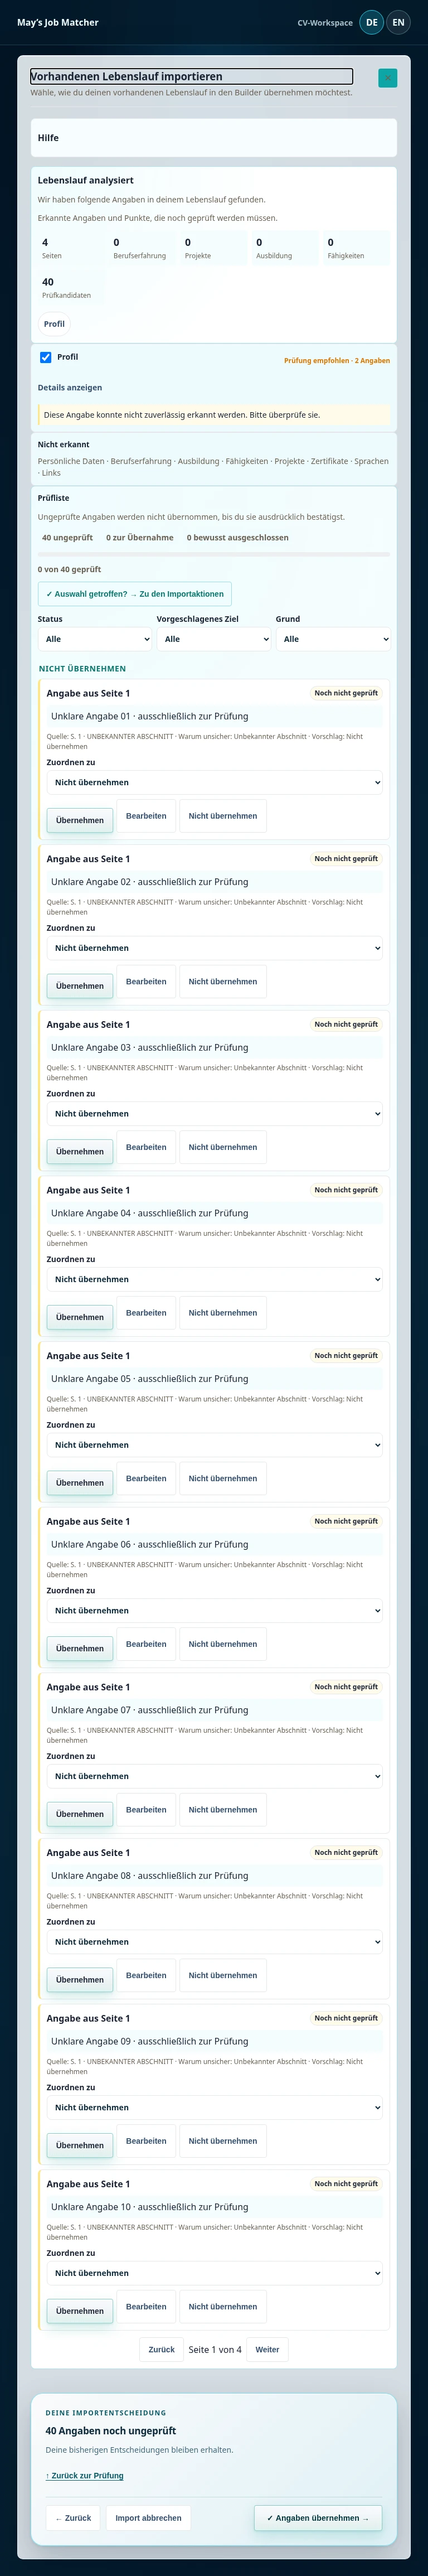 May's Job Matcher
CV-Workspace
DE
EN
Vorhandenen Lebenslauf importieren
×
Wähle, wie du deinen vorhandenen Lebenslauf in den Builder übernehmen möchtest.
Hilfe
Lebenslauf analysiert
Wir haben folgende Angaben in deinem Lebenslauf gefunden.
Erkannte Angaben und Punkte, die noch geprüft werden müssen.
4
Seiten
0
Berufserfahrung
0
Projekte
0
Ausbildung
0
Fähigkeiten
40
Prüfkandidaten
Profil
Profil
Prüfung empfohlen · 2 Angaben
Details anzeigen
Diese Angabe konnte nicht zuverlässig erkannt werden. Bitte überprüfe sie.
Nicht erkannt
Persönliche Daten · Berufserfahrung · Ausbildung · Fähigkeiten · Projekte · Zertifikate · Sprachen
· Links
Prüfliste
Ungeprüfte Angaben werden nicht übernommen, bis du sie ausdrücklich bestätigst.
40 ungeprüft
0 zur Übernahme
0 bewusst ausgeschlossen
0 von 40 geprüft
✓ Auswahl getroffen? → Zu den Importaktionen
Status
Vorgeschlagenes Ziel
Grund
Alle
Alle
Alle
NICHT ÜBERNEHMEN
Angabe aus Seite 1
Noch nicht geprüft
Unklare Angabe 01 · ausschließlich zur Prüfung
Quelle: S. 1 · UNBEKANNTER ABSCHNITT · Warum unsicher: Unbekannter Abschnitt · Vorschlag: Nicht
übernehmen
Zuordnen zu
Nicht übernehmen
Übernehmen
Bearbeiten
Nicht übernehmen
Angabe aus Seite 1
Noch nicht geprüft
Unklare Angabe 02 · ausschließlich zur Prüfung
Quelle: S. 1 · UNBEKANNTER ABSCHNITT · Warum unsicher: Unbekannter Abschnitt · Vorschlag: Nicht
übernehmen
Zuordnen zu
Nicht übernehmen
Übernehmen
Bearbeiten
Nicht übernehmen
Angabe aus Seite 1
Noch nicht geprüft
Unklare Angabe 03 · ausschließlich zur Prüfung
Quelle: S. 1 · UNBEKANNTER ABSCHNITT · Warum unsicher: Unbekannter Abschnitt · Vorschlag: Nicht
übernehmen
Zuordnen zu
Nicht übernehmen
Übernehmen
Bearbeiten
Nicht übernehmen
Angabe aus Seite 1
Noch nicht geprüft
Unklare Angabe 04 · ausschließlich zur Prüfung
Quelle: S. 1 · UNBEKANNTER ABSCHNITT · Warum unsicher: Unbekannter Abschnitt · Vorschlag: Nicht
übernehmen
Zuordnen zu
Nicht übernehmen
Übernehmen
Bearbeiten
Nicht übernehmen
Angabe aus Seite 1
Noch nicht geprüft
Unklare Angabe 05 · ausschließlich zur Prüfung
Quelle: S. 1 · UNBEKANNTER ABSCHNITT · Warum unsicher: Unbekannter Abschnitt · Vorschlag: Nicht
übernehmen
Zuordnen zu
Nicht übernehmen
Übernehmen
Bearbeiten
Nicht übernehmen
Angabe aus Seite 1
Noch nicht geprüft
Unklare Angabe 06 · ausschließlich zur Prüfung
Quelle: S. 1 · UNBEKANNTER ABSCHNITT · Warum unsicher: Unbekannter Abschnitt · Vorschlag: Nicht
übernehmen
Zuordnen zu
Nicht übernehmen
Übernehmen
Bearbeiten
Nicht übernehmen
Angabe aus Seite 1
Noch nicht geprüft
Unklare Angabe 07 · ausschließlich zur Prüfung
Quelle: S. 1 · UNBEKANNTER ABSCHNITT · Warum unsicher: Unbekannter Abschnitt · Vorschlag: Nicht
übernehmen
Zuordnen zu
Nicht übernehmen
Übernehmen
Bearbeiten
Nicht übernehmen
Angabe aus Seite 1
Noch nicht geprüft
Unklare Angabe 08 · ausschließlich zur Prüfung
Quelle: S. 1 · UNBEKANNTER ABSCHNITT · Warum unsicher: Unbekannter Abschnitt · Vorschlag: Nicht
übernehmen
Zuordnen zu
Nicht übernehmen
Übernehmen
Bearbeiten
Nicht übernehmen
Angabe aus Seite 1
Noch nicht geprüft
Unklare Angabe 09 · ausschließlich zur Prüfung
Quelle: S. 1 · UNBEKANNTER ABSCHNITT · Warum unsicher: Unbekannter Abschnitt · Vorschlag: Nicht
übernehmen
Zuordnen zu
Nicht übernehmen
Übernehmen
Bearbeiten
Nicht übernehmen
Angabe aus Seite 1
Noch nicht geprüft
Unklare Angabe 10 · ausschließlich zur Prüfung
Quelle: S. 1 · UNBEKANNTER ABSCHNITT · Warum unsicher: Unbekannter Abschnitt · Vorschlag: Nicht
übernehmen
Zuordnen zu
Nicht übernehmen
Übernehmen
Bearbeiten
Nicht übernehmen
Zurück
Seite 1 von 4
Weiter
DEINE IMPORTENTSCHEIDUNG
40 Angaben noch ungeprüft
Deine bisherigen Entscheidungen bleiben erhalten.
↑ Zurück zur Prüfung
← Zurück
Import abbrechen
✓ Angaben übernehmen →